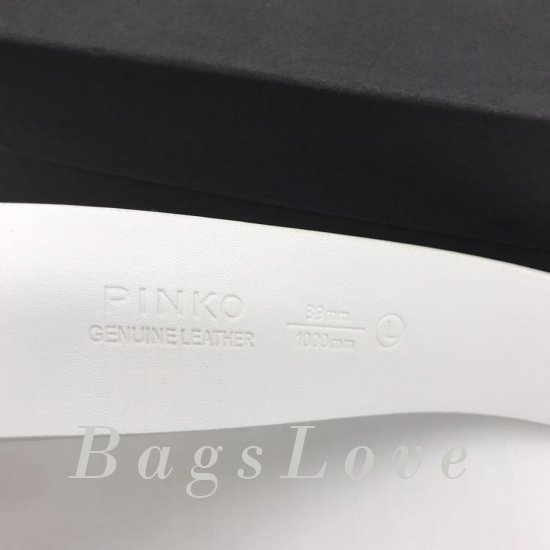 PINKO
GENUINE LEATHER
39mm
1000mm
L
BagsLove